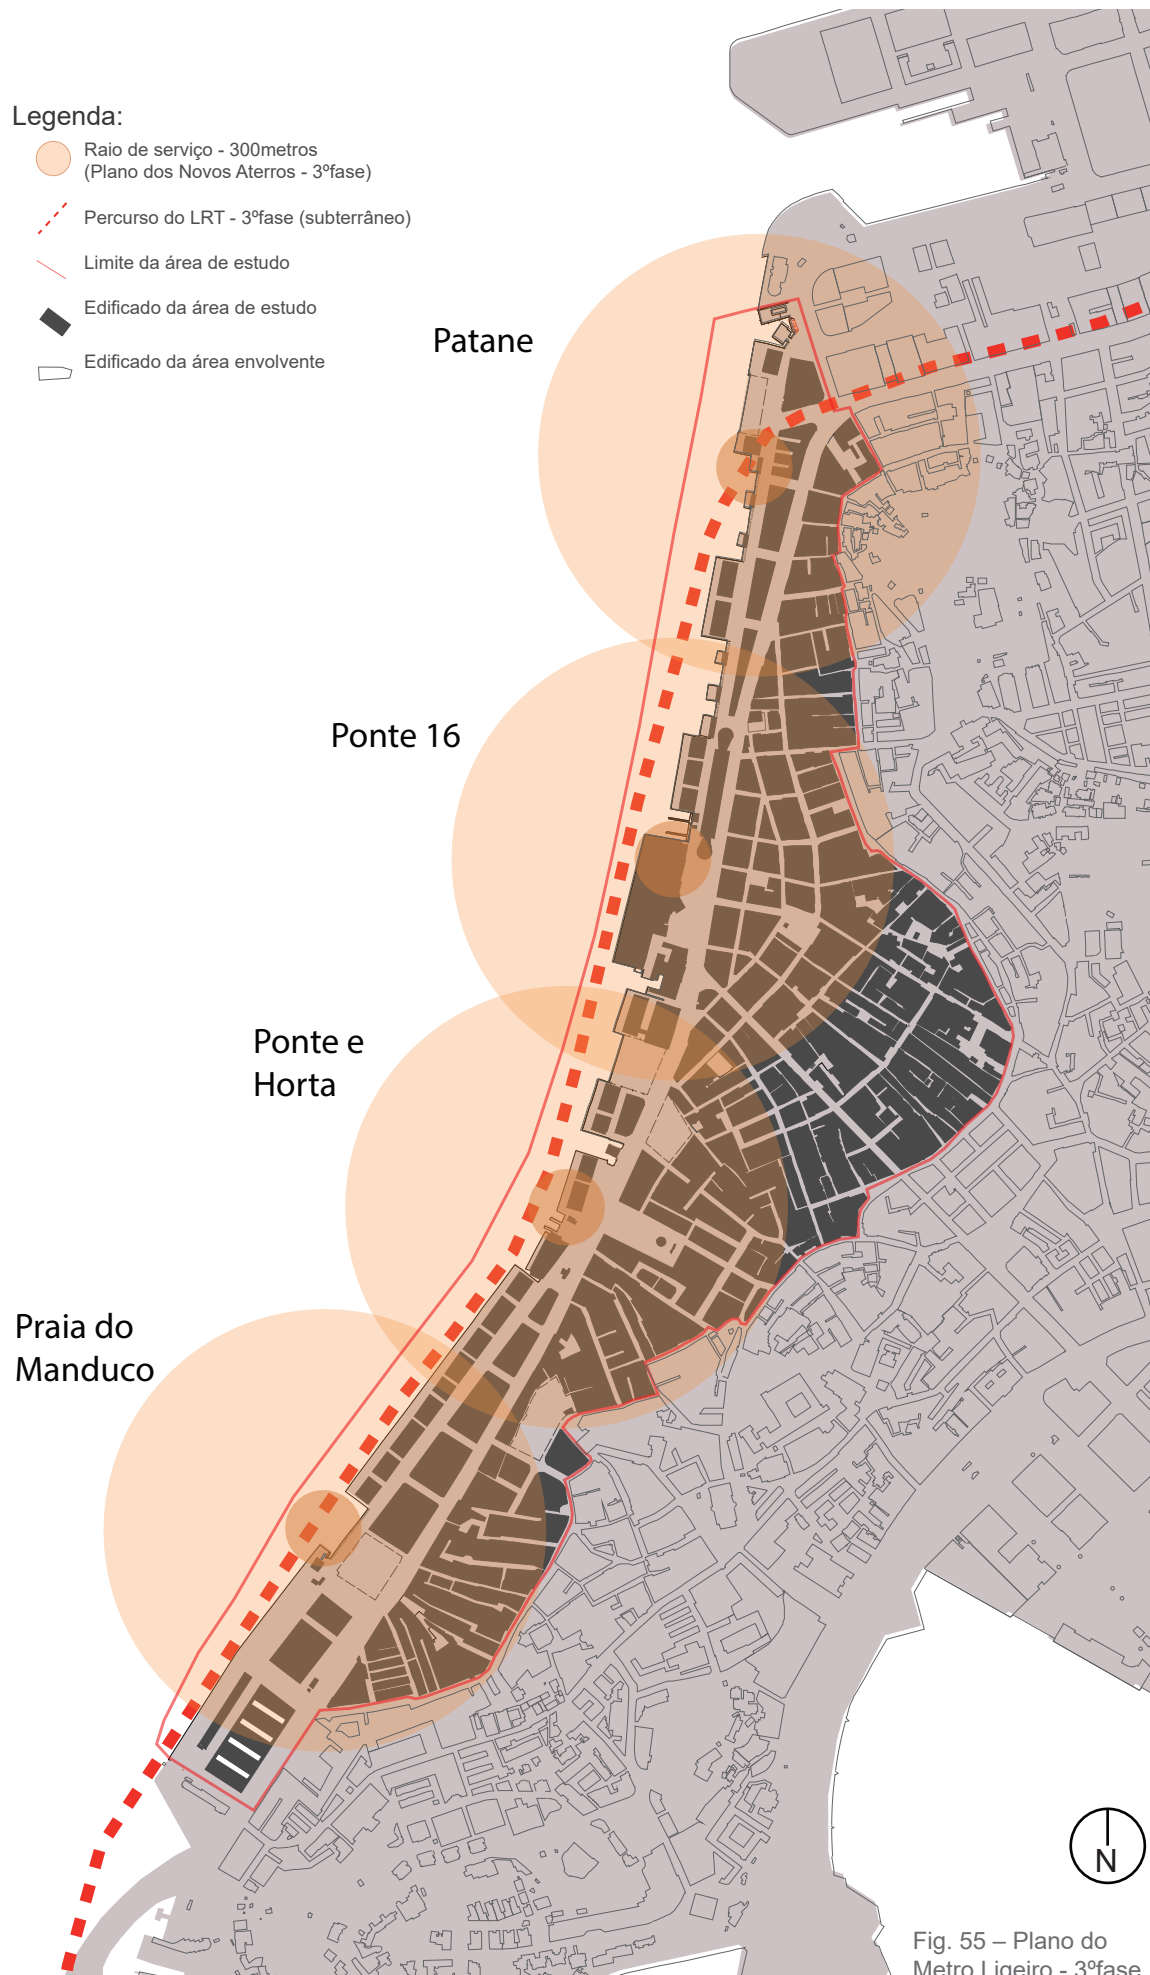 Legenda:
Raio de serviço - 300metros
(Plano dos Novos Aterros - 3ºfase)
Percurso do LRT - 3ºfase (subterrâneo)
Limite da área de estudo
Edificado da área de estudo
Edificado da área envolvente
Patane
Ponte 16
Ponte e
Horta
Praia do
Manduco
N
Fig. 55 – Plano do
Metro Ligeiro - 3ºfase